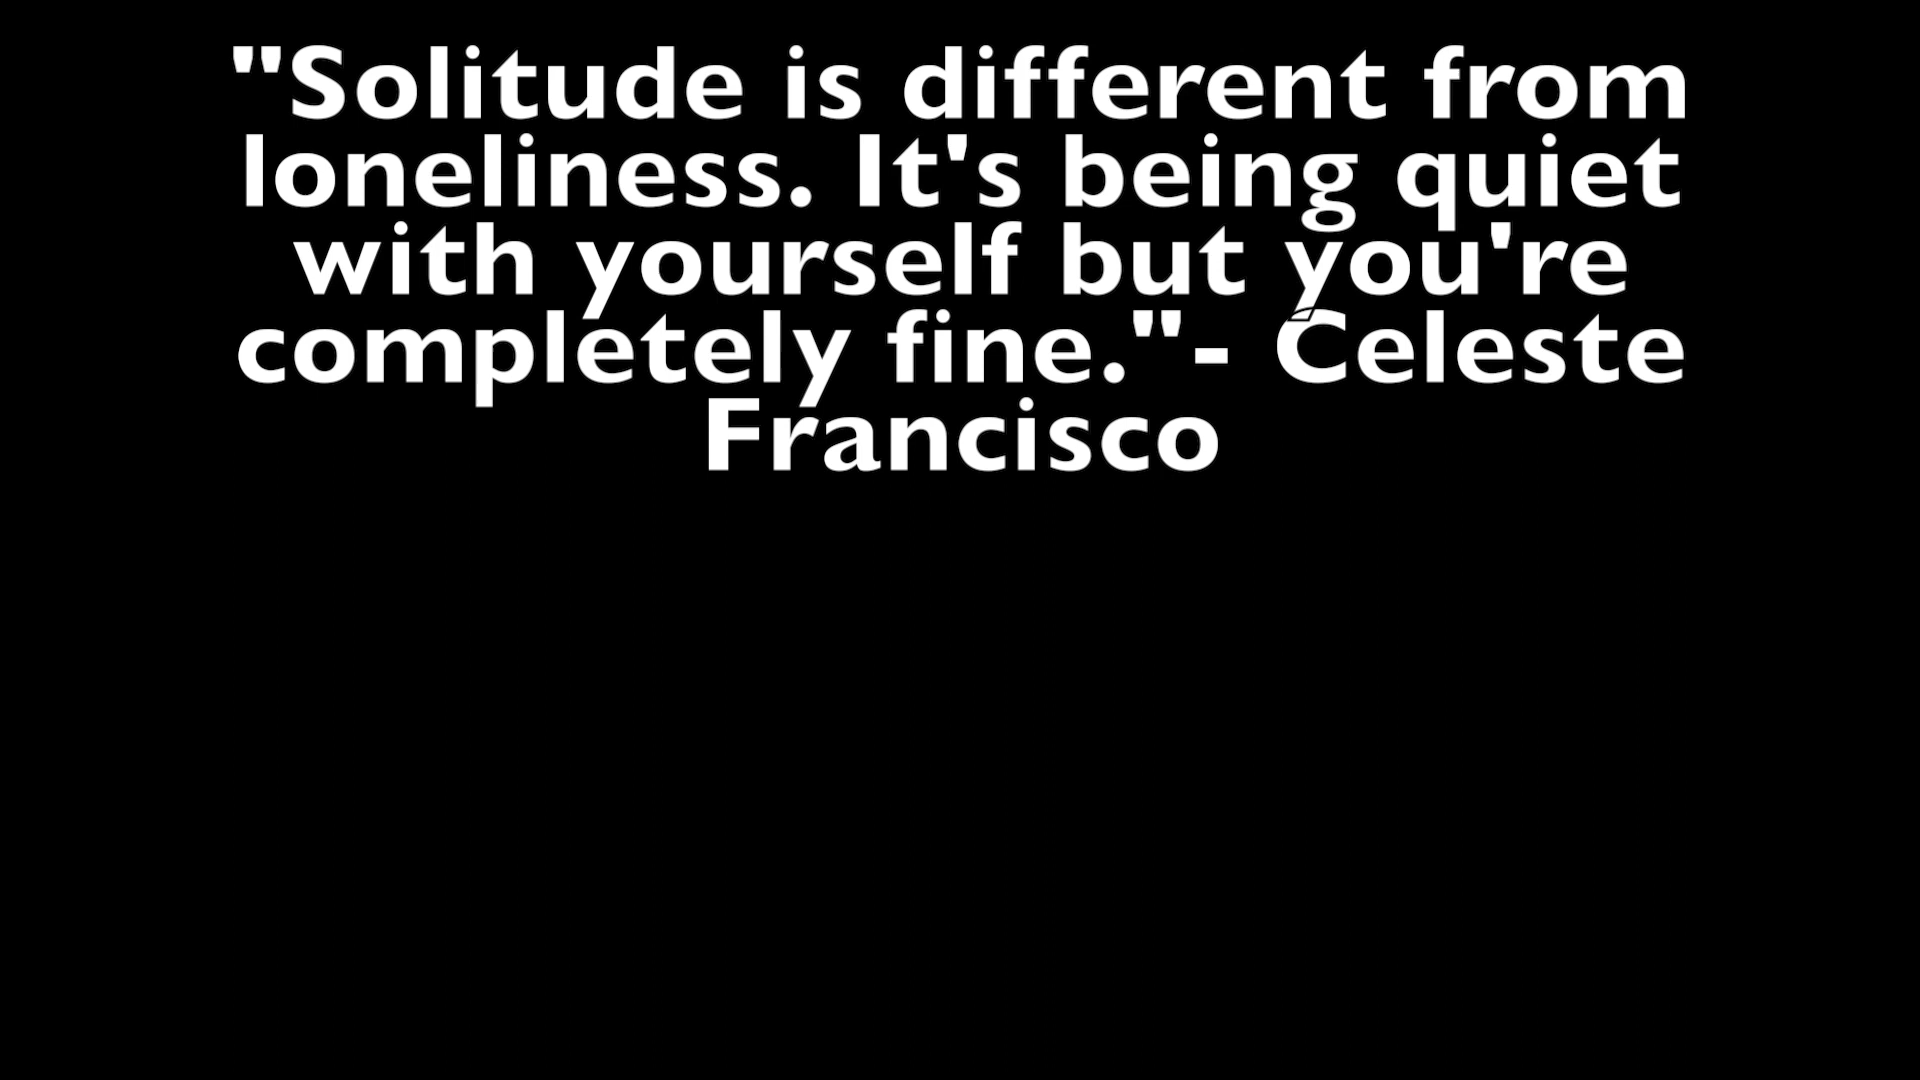 "Solitude is different from
loneliness. It's being quiet
with yourself but you're
completely fine."- Celeste
Francisco